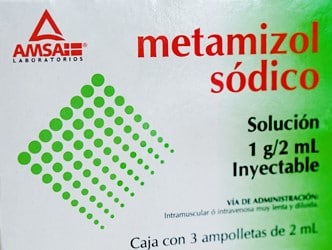 AMSA
LABORATORIOS
metamizol
sódico
Solución
1 g/2 mL
Inyectable
VÍA DE ADMINISTRACIÓN:
Intramuscular ó intravenosa muy lenta y diluida.
Caja con 3 ampolletas de 2 mL